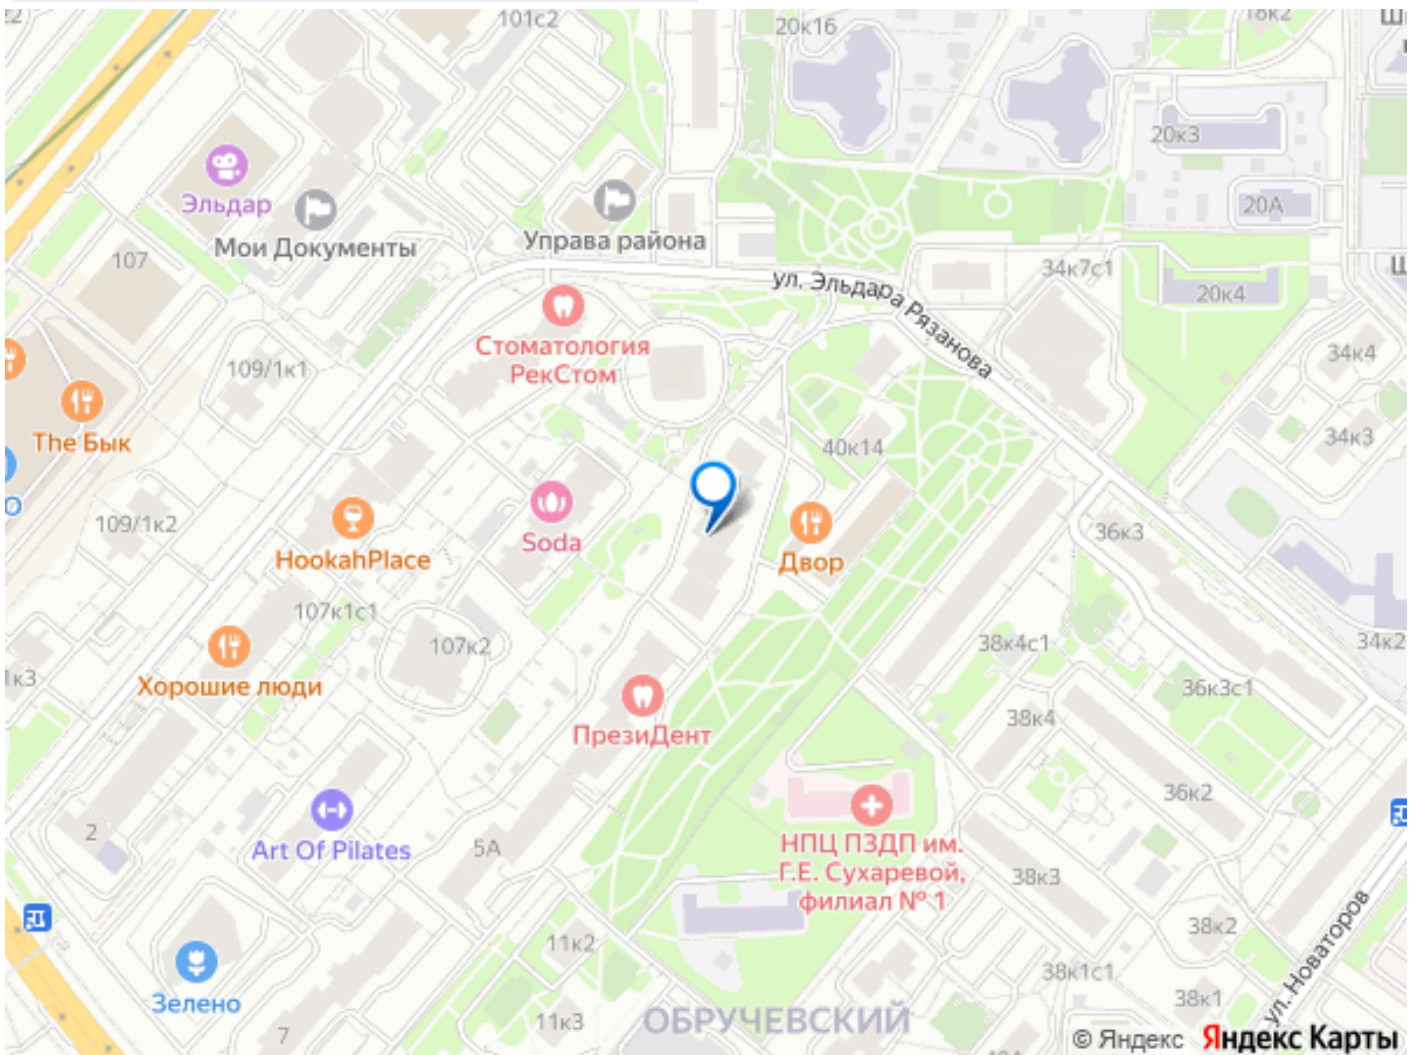 101с2
20к16
18к2
20к3
Эльдар
20А
Мои Документы
Управа района
107
34к7с1
ул. Эльдара Рязанова
20к4
Стоматология
РекСтом
34к4
109/1к1
The Бык
34к3
40к14
109/1к2
HookahPlace
Soda
Двор
36к3
107к1с1
107к2
38к4с1
34к2
Хорошие люди
1к3
36к3с1
38к4
ПрезиДент
36к2
2
Art Of Pilates
5А
НПЦ ПЗДП им.
Г.Е. Сухаревой,
филиал № 1
38к3
38к2
ул. Новаторов
11к2
38к1с1
Зелено
38к1
11к3
7
ОБРУЧЕВСКИЙ
© Яндекс Яндекс Карты